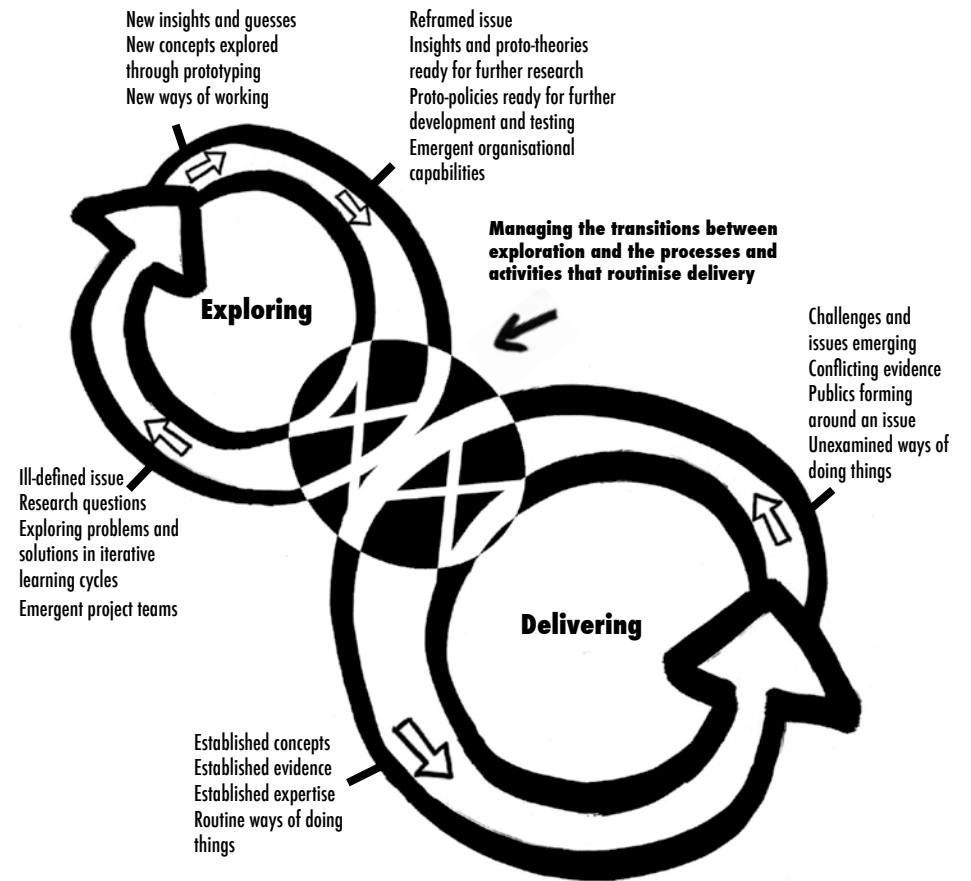 New insights and guesses
New concepts explored
through prototyping
New ways of working
Reframed issue
Insights and proto-theories
ready for further research
Proto-policies ready for further
development and testing
Emergent organisational
capabilities
Managing the transitions between
exploration and the processes and
activities that routinise delivery
Exploring
Challenges and
issues emerging
Conflicting evidence
Publics forming
around an issue
Unexamined ways of
doing things
Ill-defined issue
Research questions
Exploring problems and
solutions in iterative
learning cycles
Emergent project teams
Delivering
Established concepts
Established evidence
Established expertise
Routine ways of doing
things